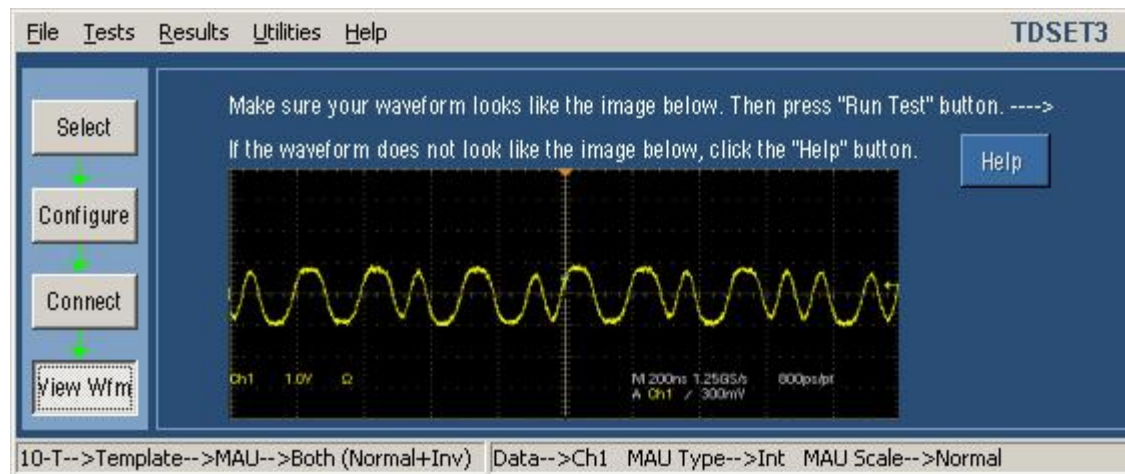 File Tests Results Utilities Help TDSET3
Make sure your waveform looks like the image below. Then press "Run Test" button. ---->
If the waveform does not look like the image below, click the "Help" button.
Help
Select
Configure
Connect
View Wfm
Ch1 1.0V Ω M 200ns 1.25GS/s 800ps/pt
A Ch1 / 300mV
10-T-->Template-->MAU-->Both (Normal+Inv) Data-->Ch1 MAU Type-->Int MAU Scale-->Normal